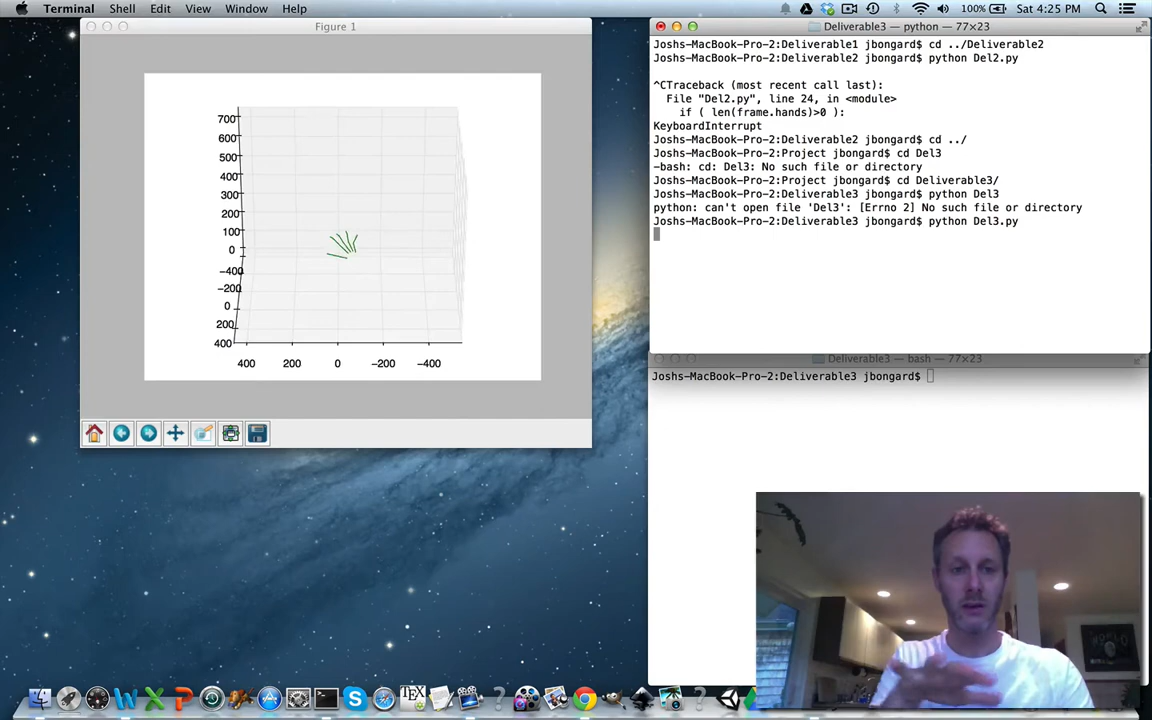 Terminal Shell Edit View Window Help
100% Sat 4:25 PM
Figure 1
700
600
500
400
300
200
100
0
−400
−200
0
200
400
400 200 0 −200 −400
Deliverable3 — python — 77×23
Joshs-MacBook-Pro-2:Deliverable1 jbongard$ cd ../Deliverable2
Joshs-MacBook-Pro-2:Deliverable2 jbongard$ python Del2.py
^CTraceback (most recent call last):
File "Del2.py", line 24, in <module>
if ( len(frame.hands)>0 ):
KeyboardInterrupt
Joshs-MacBook-Pro-2:Deliverable2 jbongard$ cd ../
Joshs-MacBook-Pro-2:Project jbongard$ cd Del3
-bash: cd: Del3: No such file or directory
Joshs-MacBook-Pro-2:Project jbongard$ cd Deliverable3/
Joshs-MacBook-Pro-2:Deliverable3 jbongard$ python Del3
python: can't open file 'Del3': [Errno 2] No such file or directory
Joshs-MacBook-Pro-2:Deliverable3 jbongard$ python Del3.py
Deliverable3 — bash — 77×23
Joshs-MacBook-Pro-2:Deliverable3 jbongard$